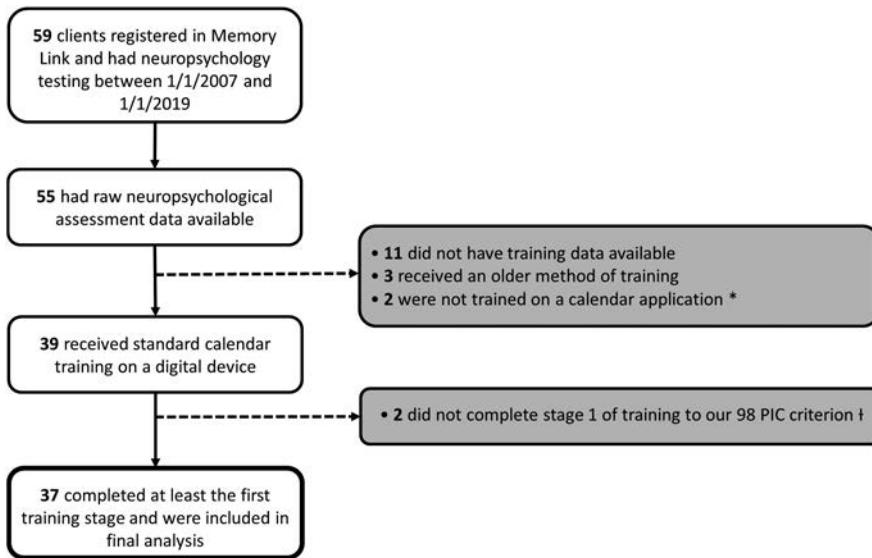 59 clients registered in Memory
Link and had neuropsychology
testing between 1/1/2007 and
1/1/2019
55 had raw neuropsychological
assessment data available
• 11 did not have training data available
• 3 received an older method of training
• 2 were not trained on a calendar application *
39 received standard calendar
training on a digital device
• 2 did not complete stage 1 of training to our 98 PIC criterion ƚ
37 completed at least the first
training stage and were included in
final analysis